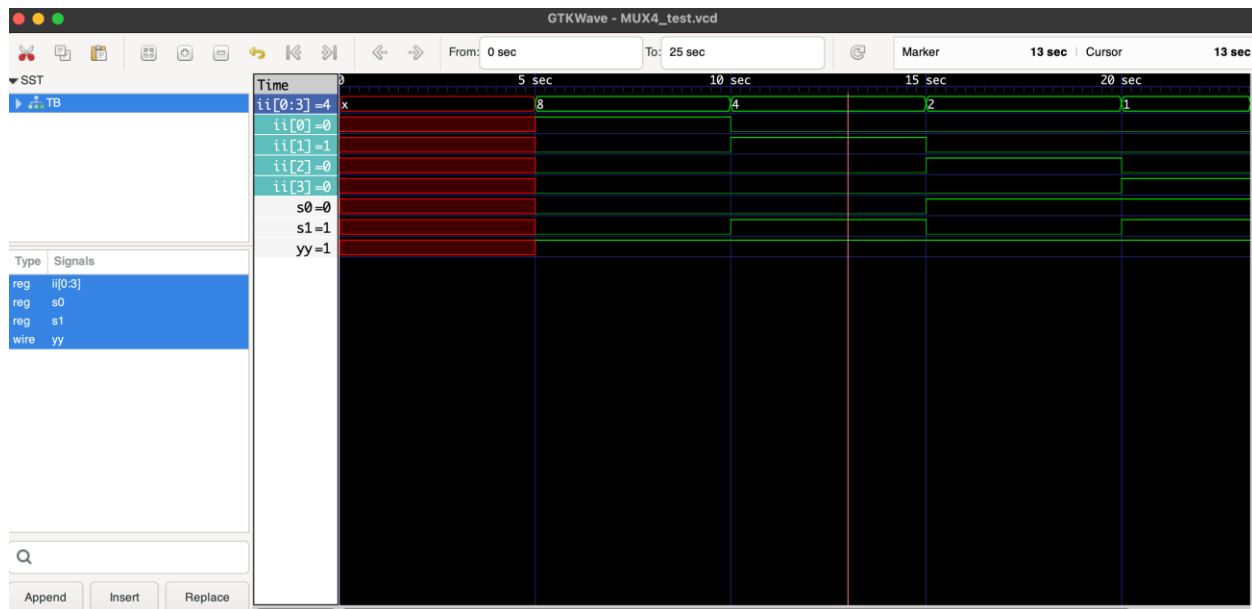 GTKWave - MUX4_test.vcd
From: 0 sec To: 25 sec Marker 13 sec | Cursor 13 sec
SST
TB
Type Signals
reg ii[0:3]
reg s0
reg s1
wire yy
Append Insert Replace
Time
ii[0:3] =4
ii[0] =0
ii[1] =1
ii[2] =0
ii[3] =0
s0 =0
s1 =1
yy =1
0 5 sec 10 sec 15 sec 20 sec
x 8 4 2 1